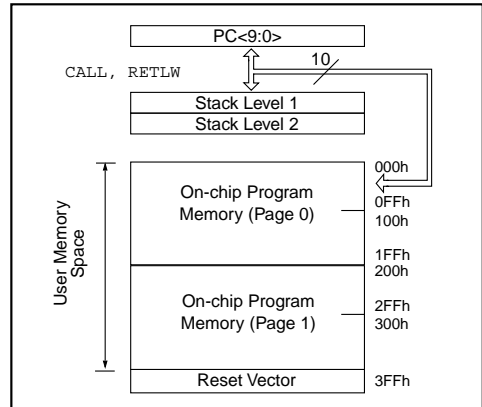 PC<9:0>
10
CALL, RETLW
Stack Level 1
Stack Level 2
User Memory
Space
000h
On-chip Program
Memory (Page 0)
0FFh
100h
1FFh
200h
On-chip Program
Memory (Page 1)
2FFh
300h
Reset Vector
3FFh